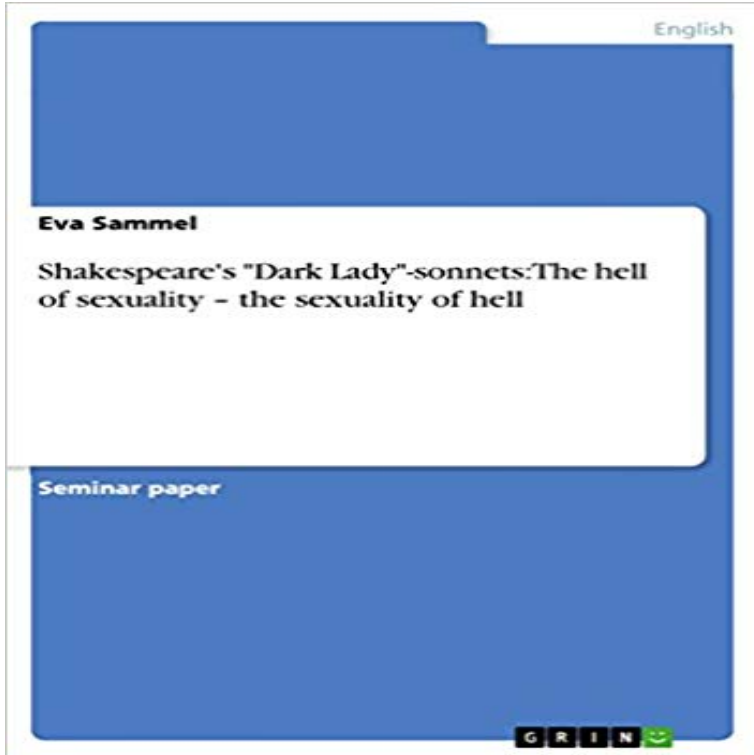 English
Eva Sammel
Shakespeare's "Dark Lady"-sonnets:The hell
of sexuality – the sexuality of hell
Seminar paper
GRIN